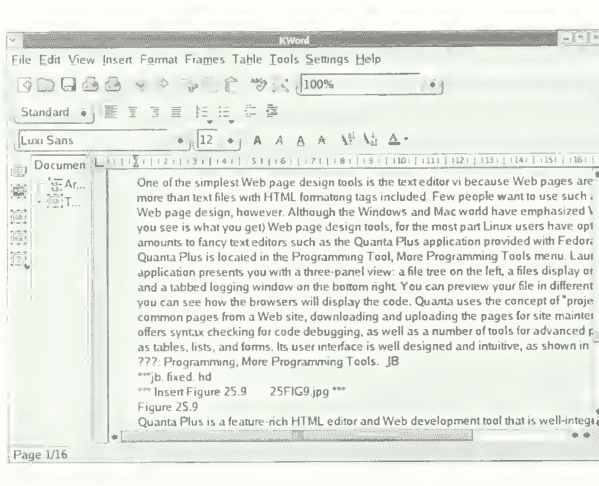 KWord
File Edit View Insert Format Frames Table Tools Settings Help
100%
Standard
Luxi Sans 12 A A A A A
Documen
Ar...
T...
One of the simplest Web page design tools is the text editor vi because Web pages are
more than text files with HTML formatong tags included. Few people want to use such
Web page design, however. Although the Windows and Mac world have emphasized
you see is what you get) Web page design tools, for the most part Linux users have opt
amounts to fancy text editors such as the Quanta Plus application provided with Fedora
Quanta Plus is located in the Programming Tool, More Programming Tools menu. Laun
application presents you with a three-panel view: a file tree on the left, a files display on
and a tabbed logging window on the bottom right. You can preview your file in different
you can see how the browsers will display the code. Quanta uses the concept of "proje
common pages from a Web site, downloading and uploading the pages for site mainten
offers syntax checking for code debugging, as well as a number of tools for advanced p
as tables, lists, and forms. Its user interface is well designed and intuitive, as shown in
???: Programming, More Programming Tools. JB
***jb. fixed. hd
*** Insert Figure 25.9 25FIG9.jpg ***
Figure 25.9
Quanta Plus is a feature-rich HTML editor and Web development tool that is well-integra
Page 1/16